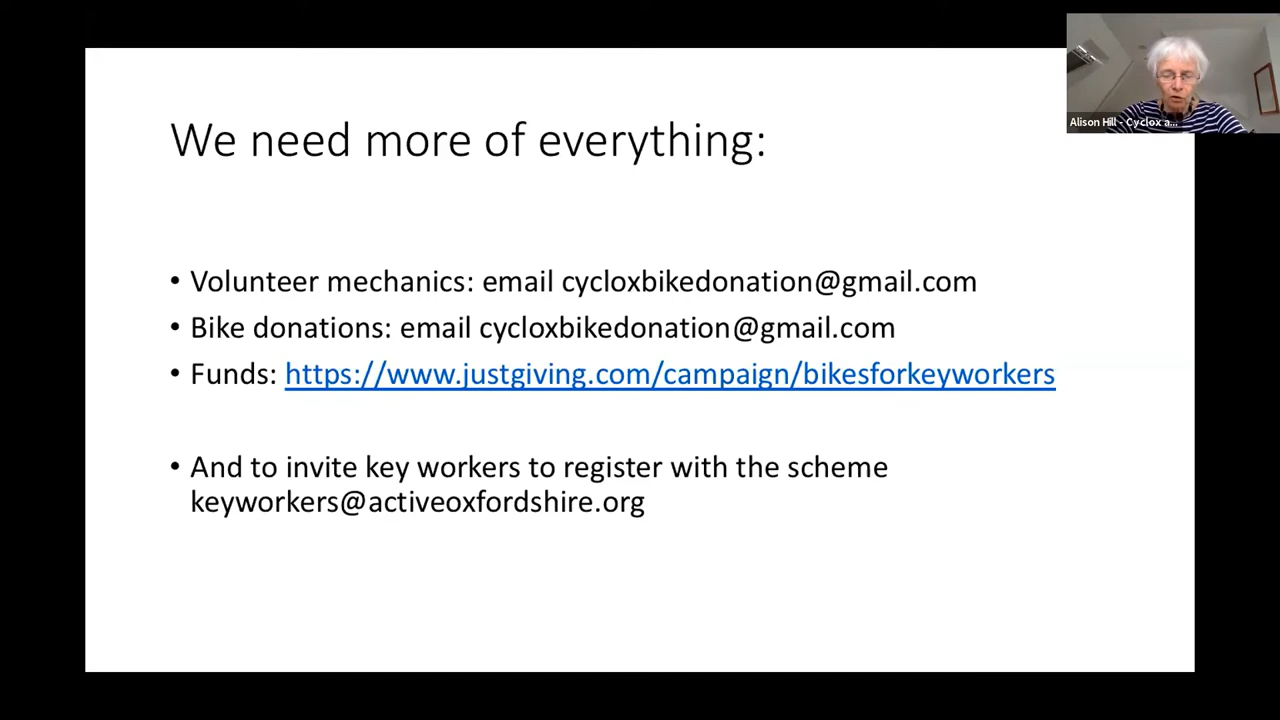 Alison Hill - Cyclox a...
We need more of everything:
• Volunteer mechanics: email cycloxbikedonation@gmail.com
• Bike donations: email cycloxbikedonation@gmail.com
• Funds: https://www.justgiving.com/campaign/bikesforkeyworkers
• And to invite key workers to register with the scheme
keyworkers@activeoxfordshire.org